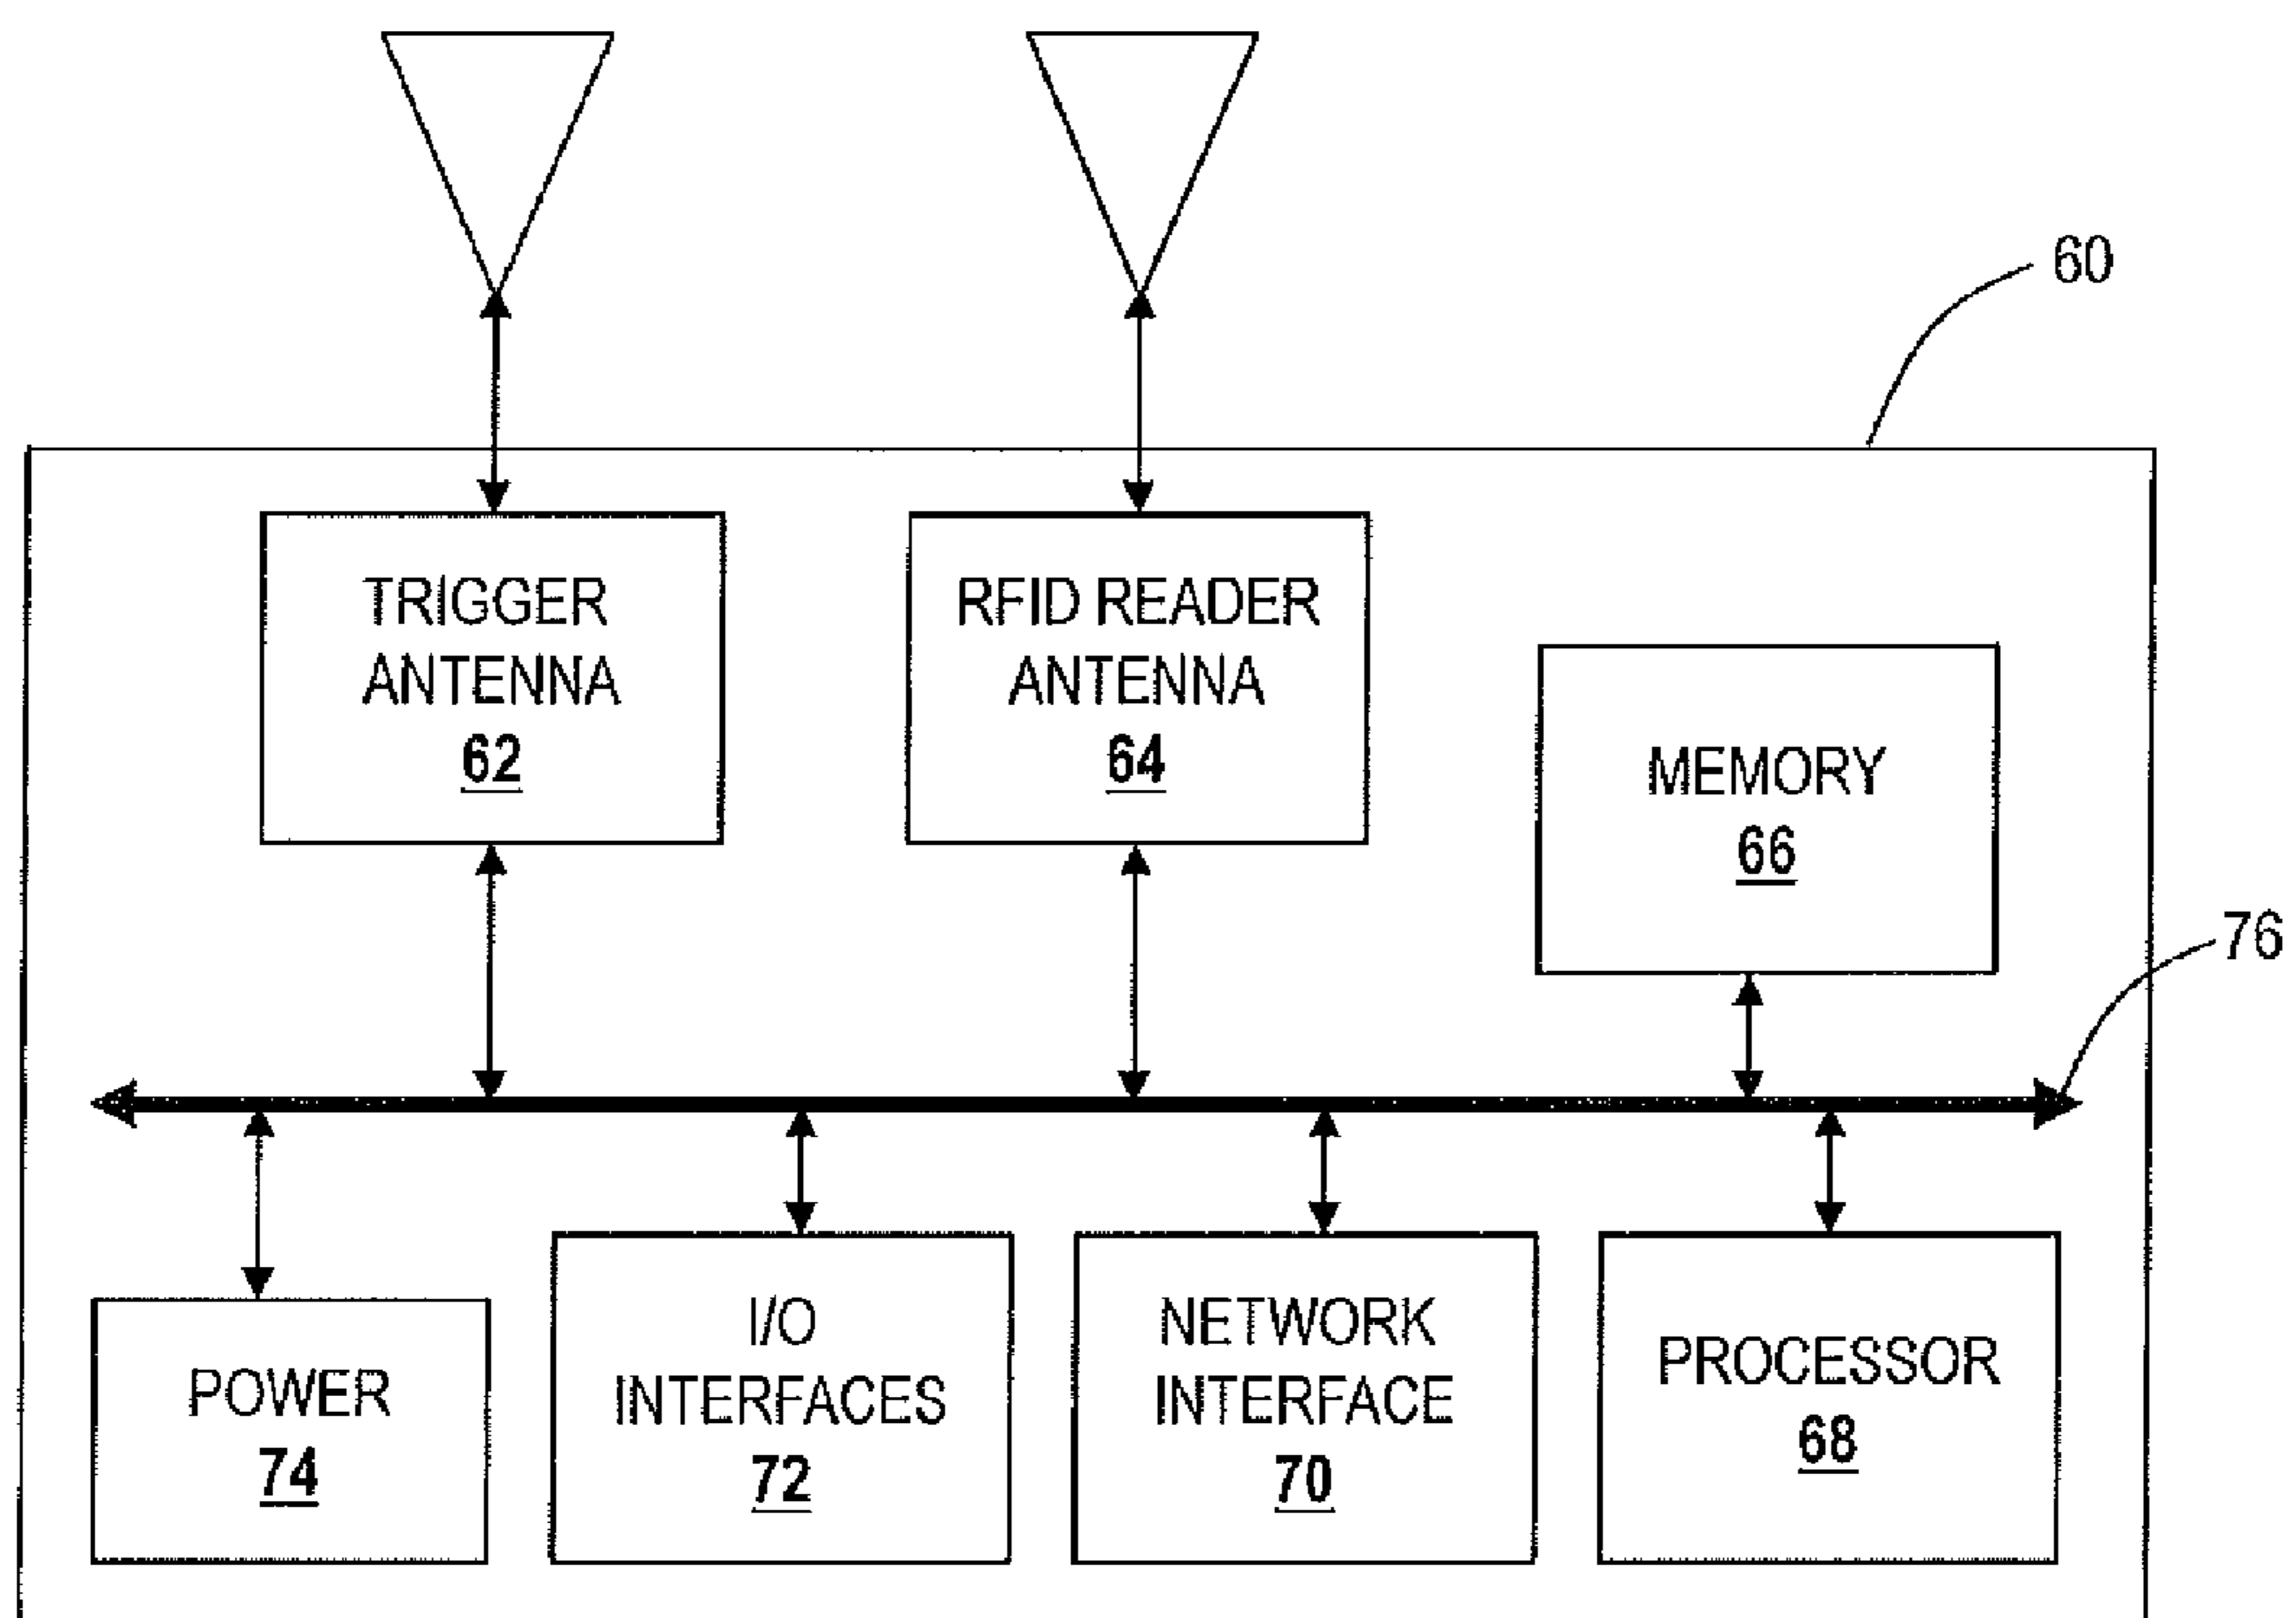 60
TRIGGER
ANTENNA
62
RFID READER
ANTENNA
64
MEMORY
66
76
POWER
74
I/O
INTERFACES
72
NETWORK
INTERFACE
70
PROCESSOR
68